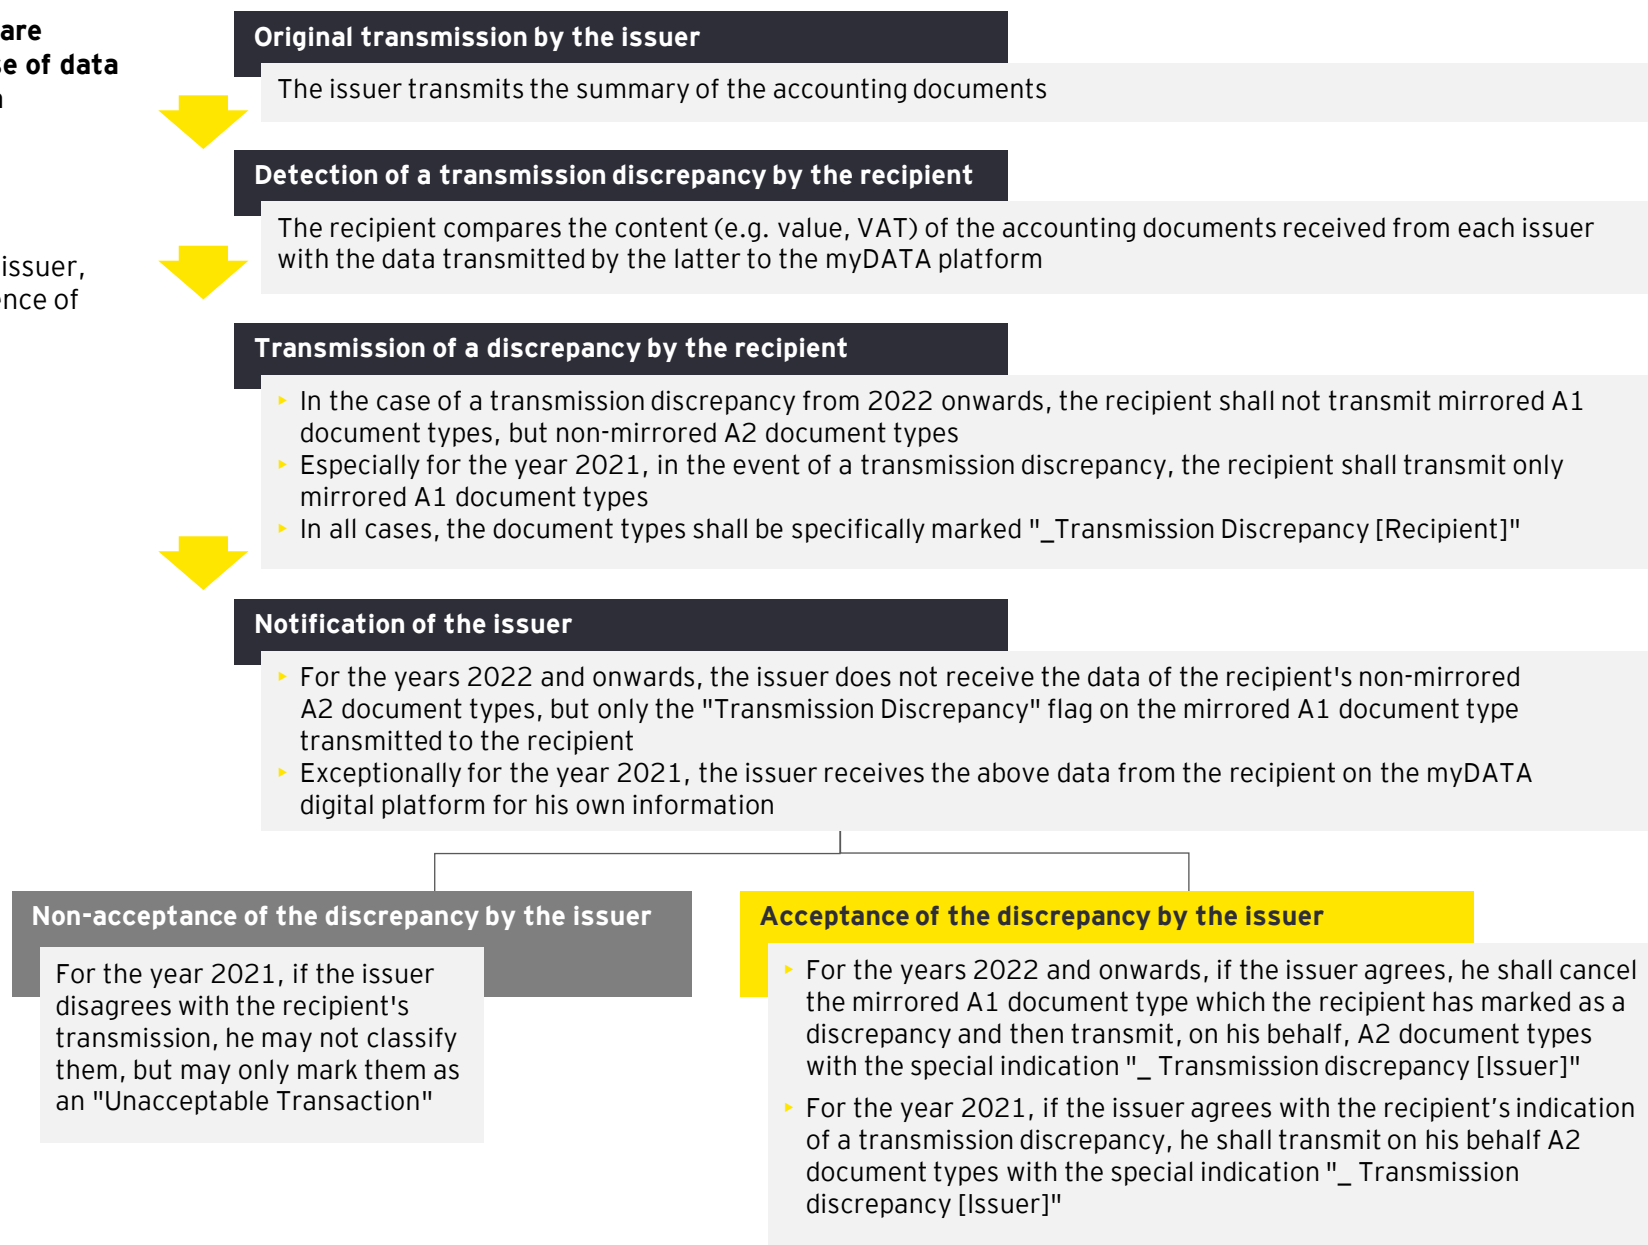 are
se of data
Original transmission by the issuer
The issuer transmits the summary of the accounting documents
Detection of a transmission discrepancy by the recipient
The recipient compares the content (e.g. value, VAT) of the accounting documents received from each issuer
with the data transmitted by the latter to the myDATA platform
issuer,
ence of
Transmission of a discrepancy by the recipient
‣ In the case of a transmission discrepancy from 2022 onwards, the recipient shall not transmit mirrored A1
document types, but non-mirrored A2 document types
‣ Especially for the year 2021, in the event of a transmission discrepancy, the recipient shall transmit only
mirrored A1 document types
‣ In all cases, the document types shall be specifically marked "_Transmission Discrepancy [Recipient]"
Notification of the issuer
‣ For the years 2022 and onwards, the issuer does not receive the data of the recipient's non-mirrored
A2 document types, but only the "Transmission Discrepancy" flag on the mirrored A1 document type
transmitted to the recipient
‣ Exceptionally for the year 2021, the issuer receives the above data from the recipient on the myDATA
digital platform for his own information
Non-acceptance of the discrepancy by the issuer
For the year 2021, if the issuer
disagrees with the recipient's
transmission, he may not classify
them, but may only mark them as
an "Unacceptable Transaction"
Acceptance of the discrepancy by the issuer
‣ For the years 2022 and onwards, if the issuer agrees, he shall cancel
the mirrored A1 document type which the recipient has marked as a
discrepancy and then transmit, on his behalf, A2 document types
with the special indication "_ Transmission discrepancy [Issuer]"
‣ For the year 2021, if the issuer agrees with the recipient’s indication
of a transmission discrepancy, he shall transmit on his behalf A2
document types with the special indication "_ Transmission
discrepancy [Issuer]"